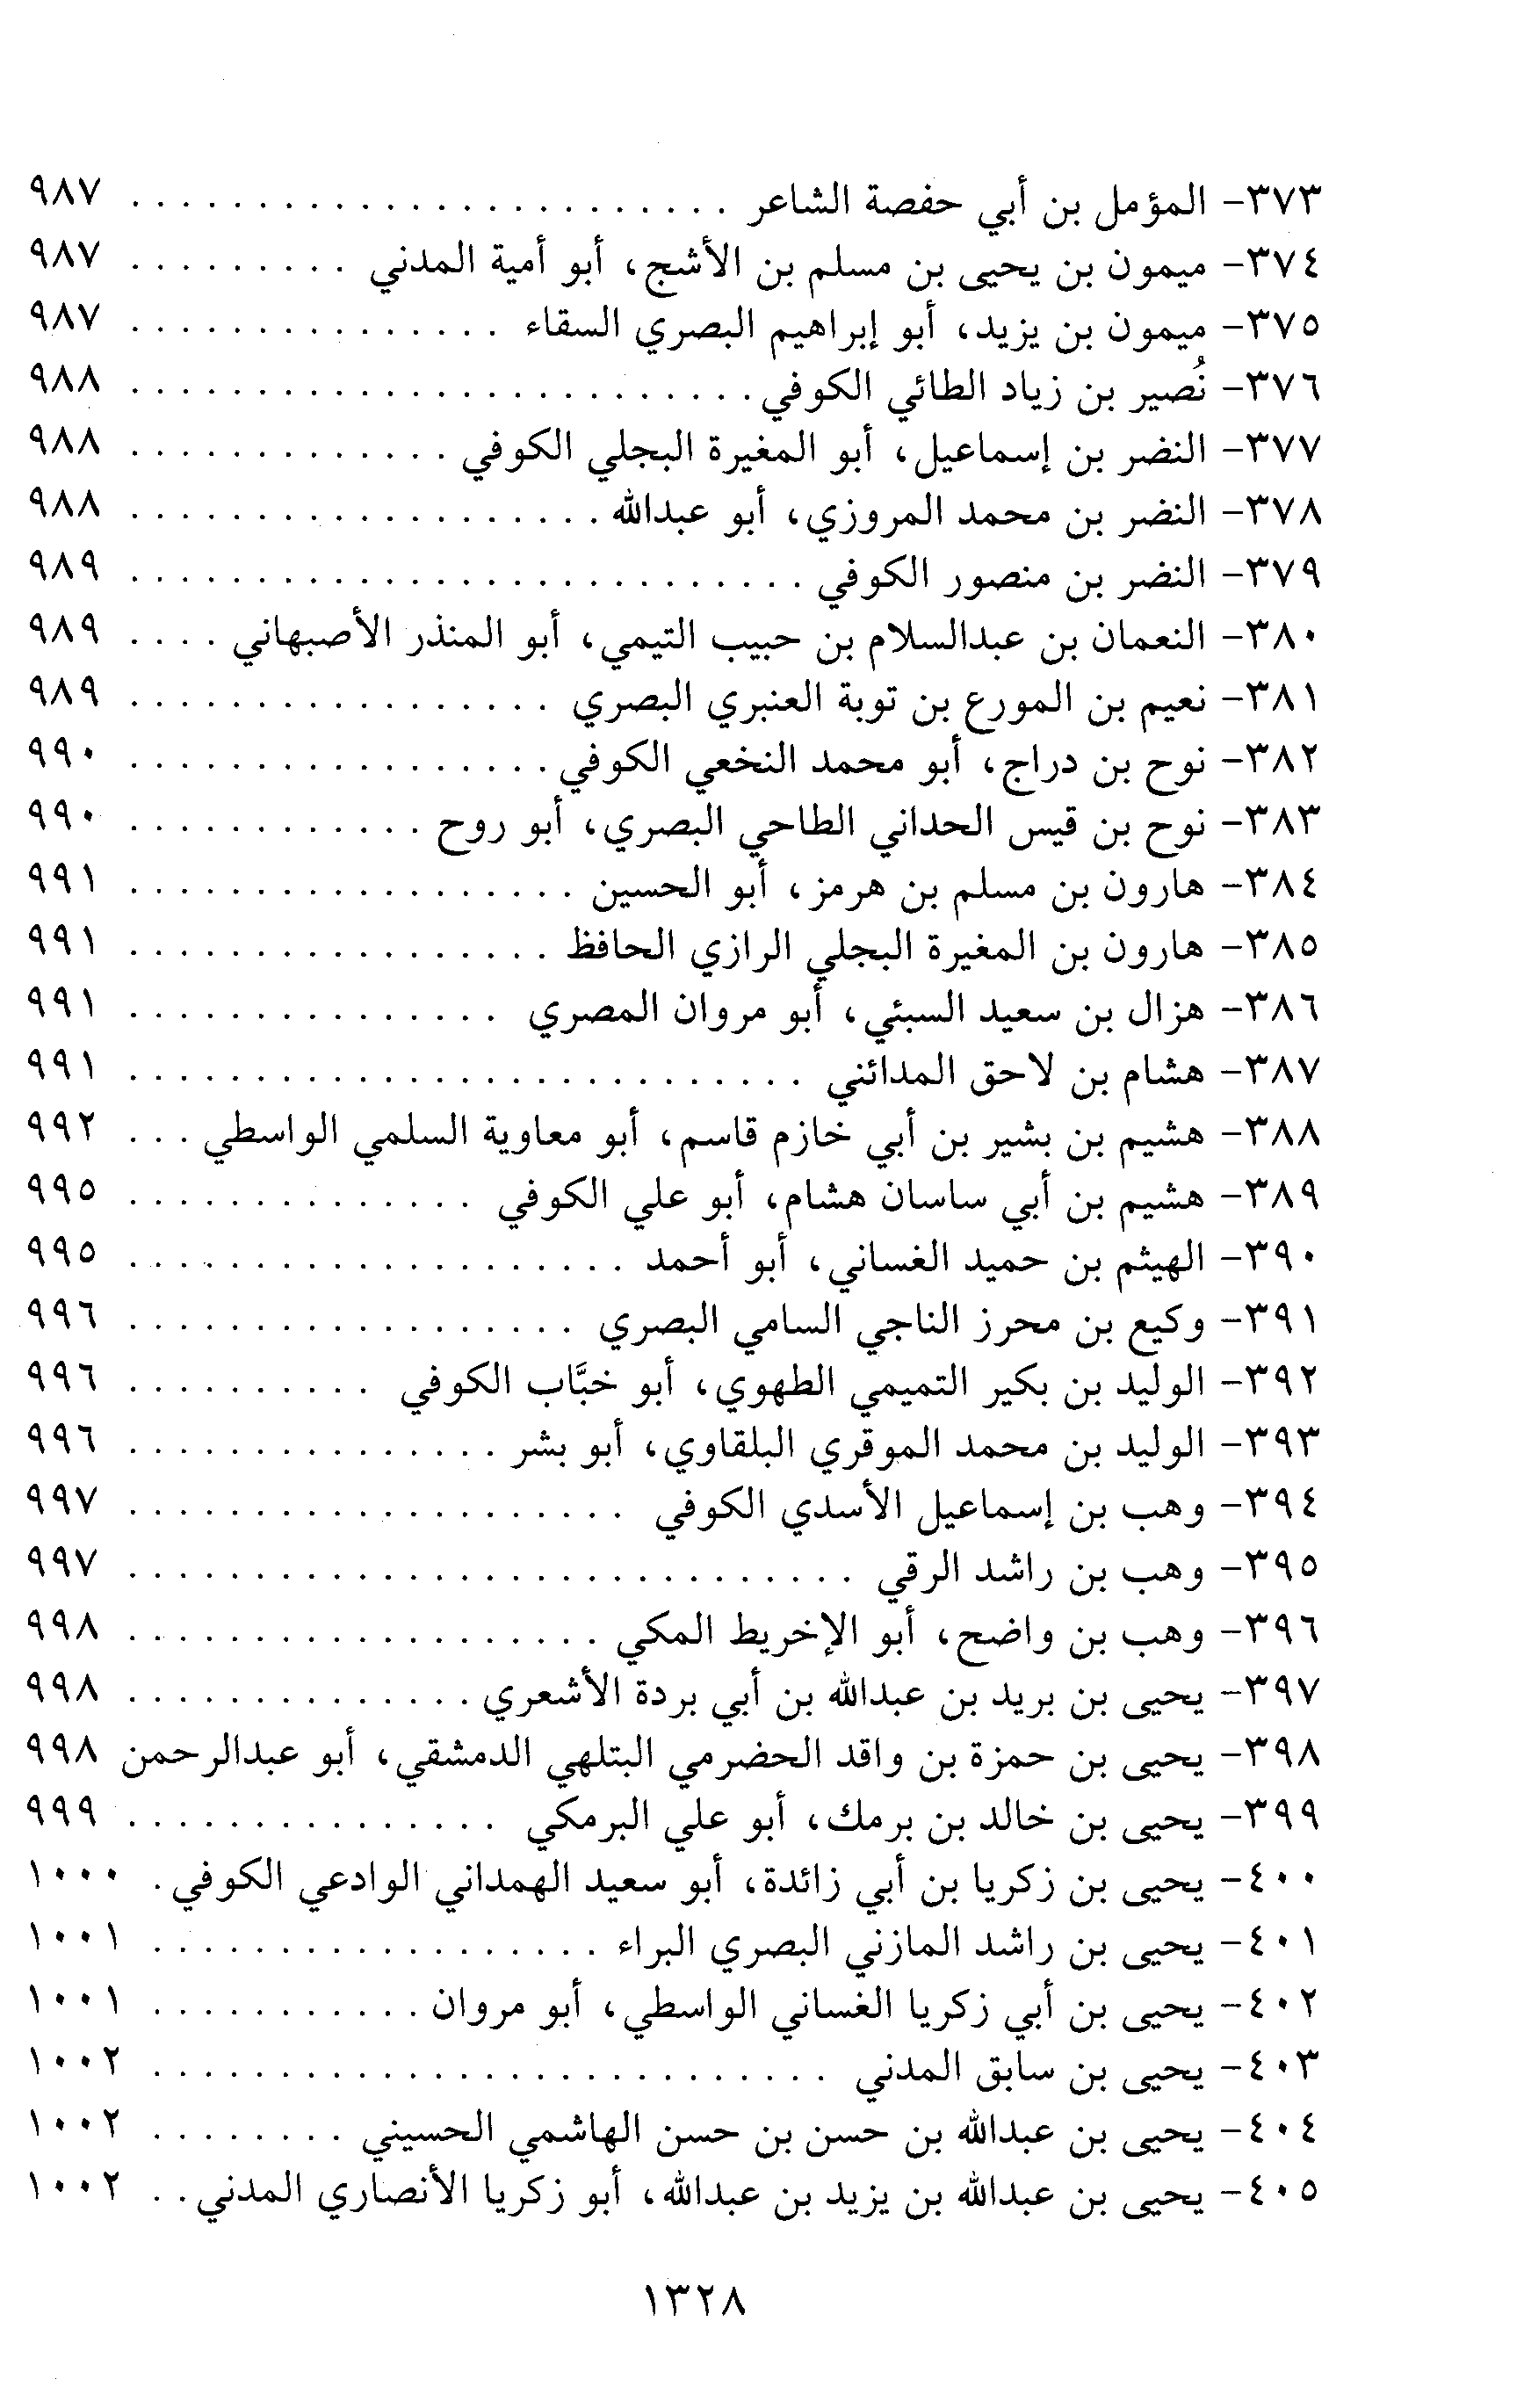 ٣٧٣- المؤمل بن أبي حفصة الشاعر . . . . . . . . . . . . . . . . . . . . . . . . ٩٨٧
٣٧٤- ميمون بن يحيى بن مسلم بن الأشج، أبو أمية المدني . . . . . . . . . ٩٨٧
٣٧٥- ميمون بن يزيد، أبو إبراهيم البصري السقاء . . . . . . . . . . . . . . . ٩٨٧
٣٧٦- نُصير بن زياد الطائي الكوفي . . . . . . . . . . . . . . . . . . . . . . . . . ٩٨٨
٣٧٧- النضر بن إسماعيل، أبو المغيرة البجلي الكوفي . . . . . . . . . . . . . ٩٨٨
٣٧٨- النضر بن محمد المروزي، أبو عبدالله . . . . . . . . . . . . . . . . . . . ٩٨٨
٣٧٩- النضر بن منصور الكوفي . . . . . . . . . . . . . . . . . . . . . . . . . . . ٩٨٩
٣٨٠- النعمان بن عبدالسلام بن حبيب التيمي، أبو المنذر الأصبهاني . . . . ٩٨٩
٣٨١- نعيم بن المورع بن توبة العنبري البصري . . . . . . . . . . . . . . . . . ٩٨٩
٣٨٢- نوح بن دراج، أبو محمد النخعي الكوفي . . . . . . . . . . . . . . . . . ٩٩٠
٣٨٣- نوح بن قيس الحداني الطاحي البصري، أبو روح . . . . . . . . . . . . ٩٩٠
٣٨٤- هارون بن مسلم بن هرمز، أبو الحسين . . . . . . . . . . . . . . . . . . ٩٩١
٣٨٥- هارون بن المغيرة البجلي الرازي الحافظ . . . . . . . . . . . . . . . . . ٩٩١
٣٨٦- هزال بن سعيد السبئي، أبو مروان المصري . . . . . . . . . . . . . . . ٩٩١
٣٨٧- هشام بن لاحق المدائني . . . . . . . . . . . . . . . . . . . . . . . . . . . ٩٩١
٣٨٨- هشيم بن بشير بن أبي خازم قاسم، أبو معاوية السلمي الواسطي . . . ٩٩٢
٣٨٩- هشيم بن أبي ساسان هشام، أبو علي الكوفي . . . . . . . . . . . . . . ٩٩٥
٣٩٠- الهيثم بن حميد الغساني، أبو أحمد . . . . . . . . . . . . . . . . . . . . ٩٩٥
٣٩١- وكيع بن محرز الناجي السامي البصري . . . . . . . . . . . . . . . . . . ٩٩٦
٣٩٢- الوليد بن بكير التميمي الطهوي، أبو خبَّاب الكوفي . . . . . . . . . . ٩٩٦
٣٩٣- الوليد بن محمد الموقري البلقاوي، أبو بشر . . . . . . . . . . . . . . . ٩٩٦
٣٩٤- وهب بن إسماعيل الأسدي الكوفي . . . . . . . . . . . . . . . . . . . . ٩٩٧
٣٩٥- وهب بن راشد الرقي . . . . . . . . . . . . . . . . . . . . . . . . . . . . . ٩٩٧
٣٩٦- وهب بن واضح، أبو الإخريط المكي . . . . . . . . . . . . . . . . . . . ٩٩٨
٣٩٧- يحيى بن بريد بن عبدالله بن أبي بردة الأشعري . . . . . . . . . . . . . . ٩٩٨
٣٩٨- يحيى بن حمزة بن واقد الحضرمي البتلهي الدمشقي، أبو عبدالرحمن ٩٩٨
٣٩٩- يحيى بن خالد بن برمك، أبو علي البرمكي . . . . . . . . . . . . . . . ٩٩٩
٤٠٠- يحيى بن زكريا بن أبي زائدة، أبو سعيد الهمداني الوادعي الكوفي . ١٠٠٠
٤٠١- يحيى بن راشد المازني البصري البراء . . . . . . . . . . . . . . . . . . ١٠٠١
٤٠٢- يحيى بن أبي زكريا الغساني الواسطي، أبو مروان . . . . . . . . . . . ١٠٠١
٤٠٣- يحيى بن سابق المدني . . . . . . . . . . . . . . . . . . . . . . . . . . . ١٠٠٢
٤٠٤- يحيى بن عبدالله بن حسن بن حسن الهاشمي الحسيني . . . . . . . . ١٠٠٢
٤٠٥- يحيى بن عبدالله بن يزيد بن عبدالله، أبو زكريا الأنصاري المدني . . ١٠٠٢
١٣٢٨